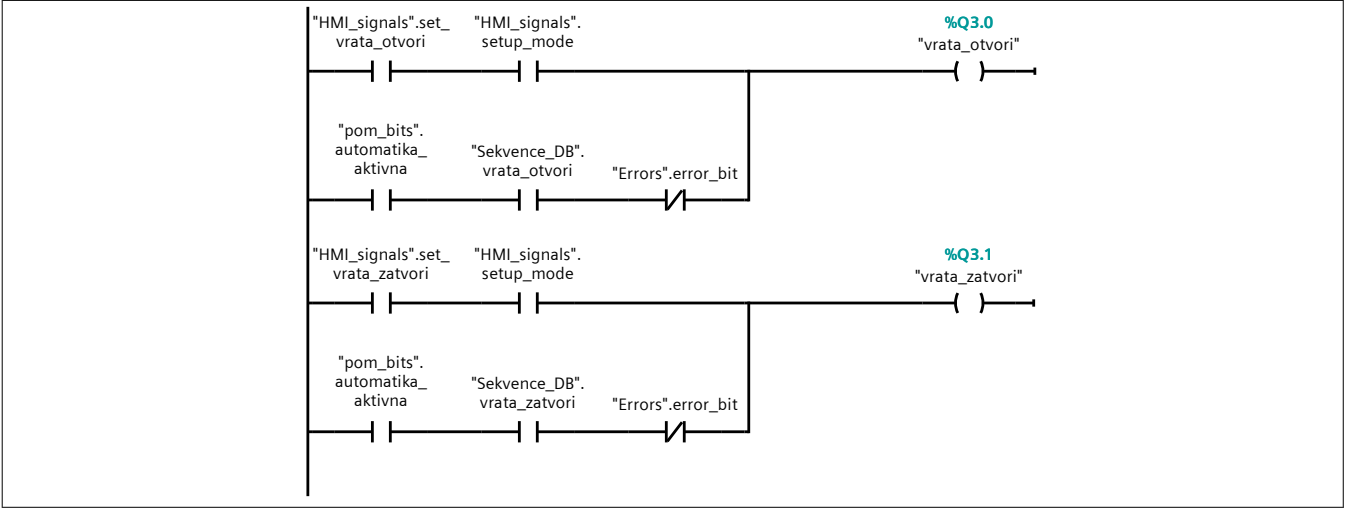 "HMI_signals".set_ "HMI_signals". %Q3.0
vrata_otvori setup_mode "vrata_otvori"
"pom_bits".
automatika_ "Sekvence_DB".
aktivna vrata_otvori "Errors".error_bit
"HMI_signals".set_ "HMI_signals". %Q3.1
vrata_zatvori setup_mode "vrata_zatvori"
"pom_bits".
automatika_ "Sekvence_DB".
aktivna vrata_zatvori "Errors".error_bit